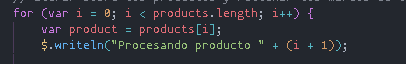 for (var i = 0; i < products.length; i++) {
var product = products[i];
$.writeln("Procesando producto " + (i + 1));